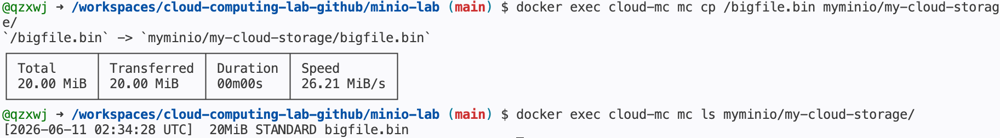 @qzxwj → /workspaces/cloud-computing-lab-github/minio-lab (main) $ docker exec cloud-mc mc cp /bigfile.bin myminio/my-cloud-storag
e/
`/bigfile.bin` -> `myminio/my-cloud-storage/bigfile.bin`
Total Transferred Duration Speed
20.00 MiB 20.00 MiB 00m00s 26.21 MiB/s
@qzxwj → /workspaces/cloud-computing-lab-github/minio-lab (main) $ docker exec cloud-mc mc ls myminio/my-cloud-storage/
[2026-06-11 02:34:28 UTC]  20MiB STANDARD bigfile.bin